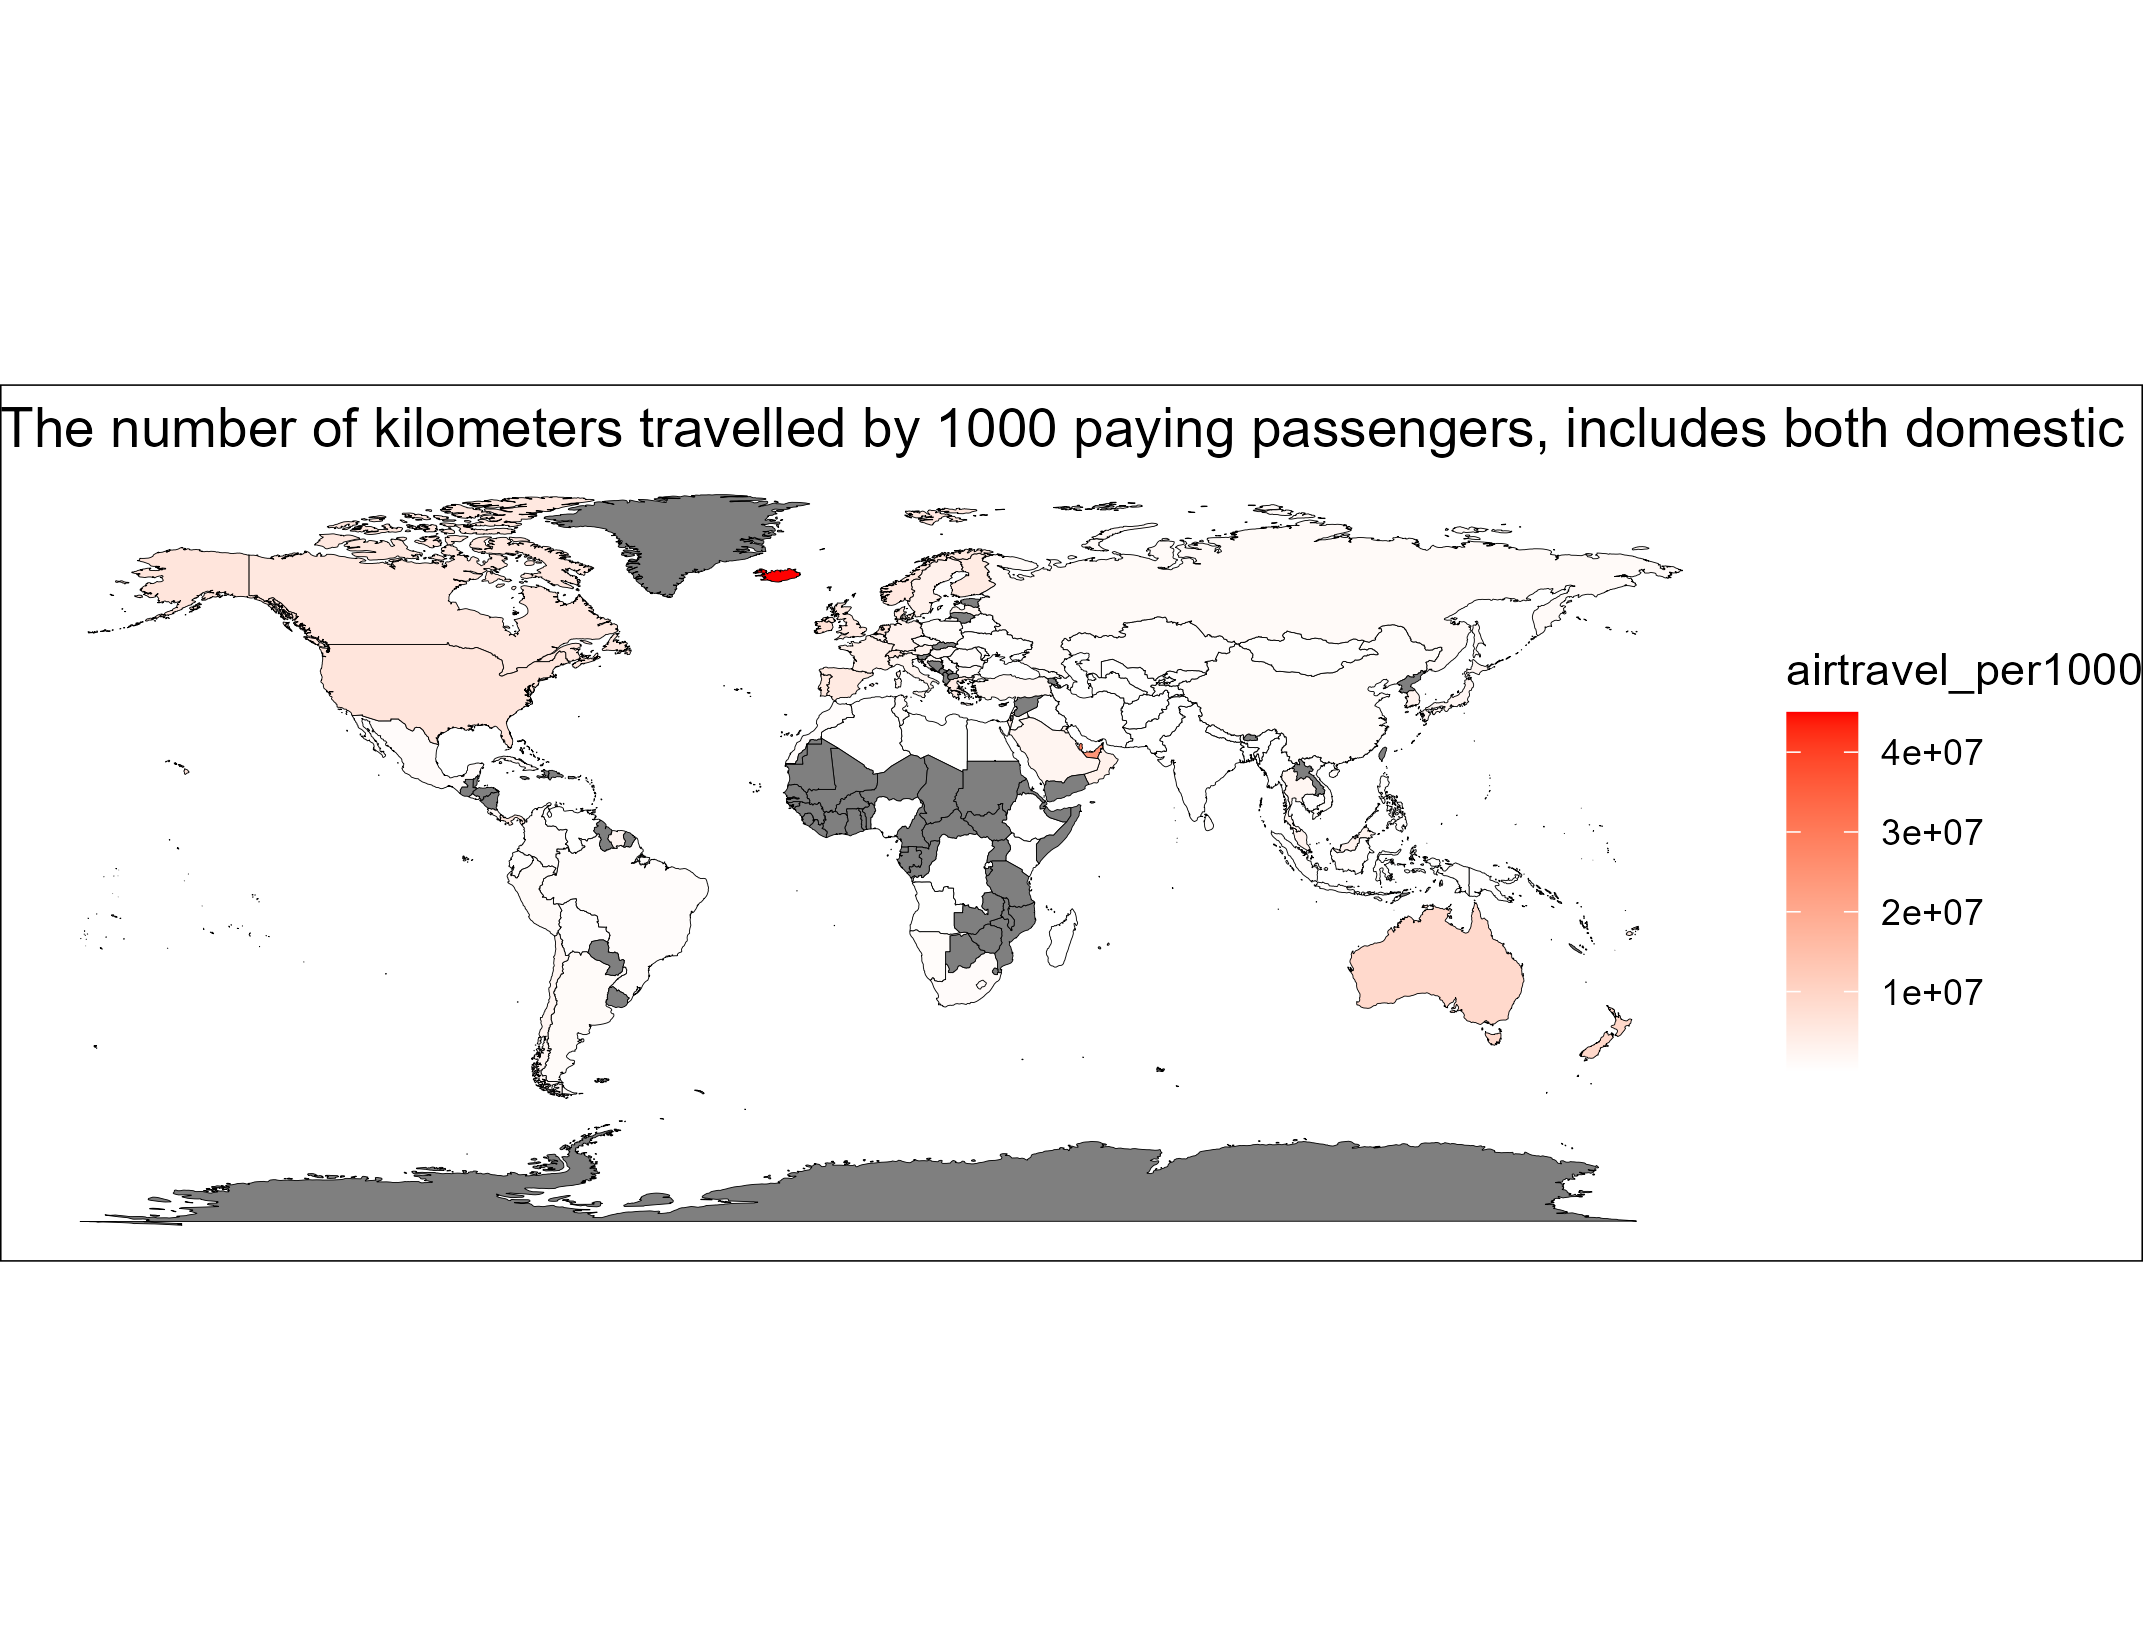 The number of kilometers travelled by 1000 paying passengers, includes both domestic
airtravel_per1000
4e+07
3e+07
2e+07
1e+07